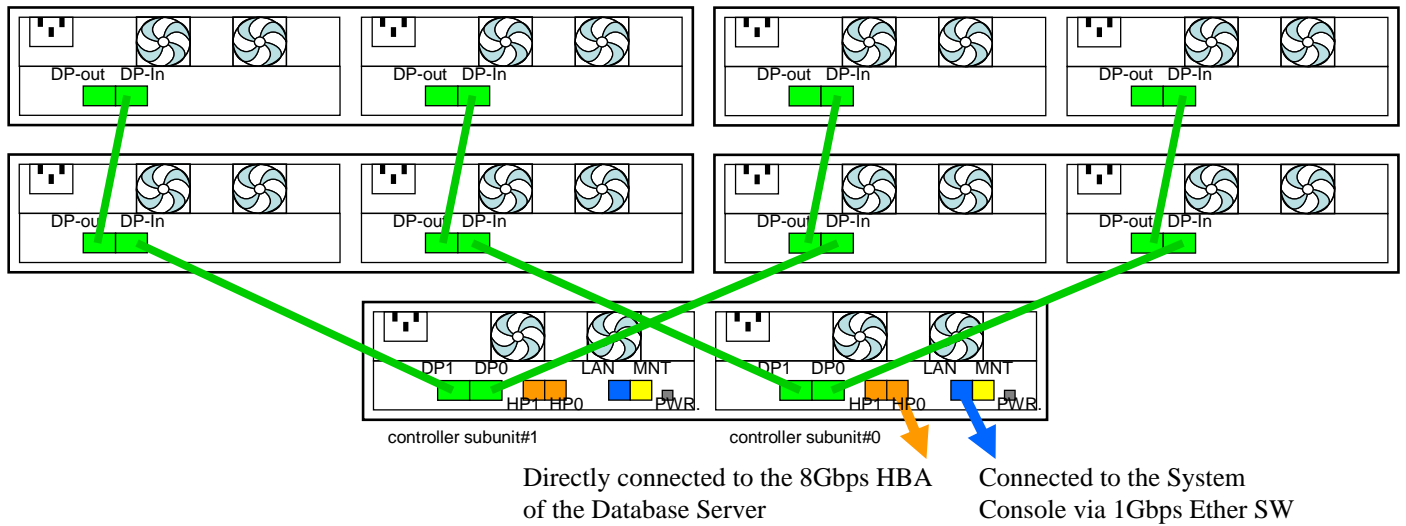 DP-out DP-In DP-out DP-In DP-out DP-In DP-out DP-In
DP-out DP-In DP-out DP-In DP-out DP-In DP-out DP-In
DP1 DP0 LAN MNT DP1 DP0 LAN MNT
HP1 HP0 PWR. HP1 HP0 PWR.
controller subunit#1 controller subunit#0
Directly connected to the 8Gbps HBA
of the Database Server
Connected to the System
Console via 1Gbps Ether SW